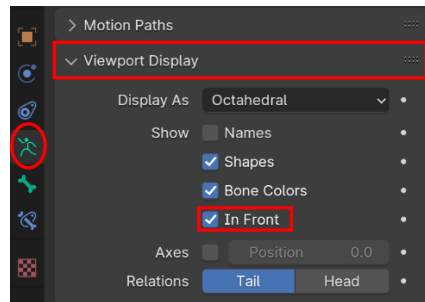 Motion Paths
Viewport Display
Display As Octahedral
Show Names
Shapes
Bone Colors
In Front
Axes Position 0.0
Relations Tail Head